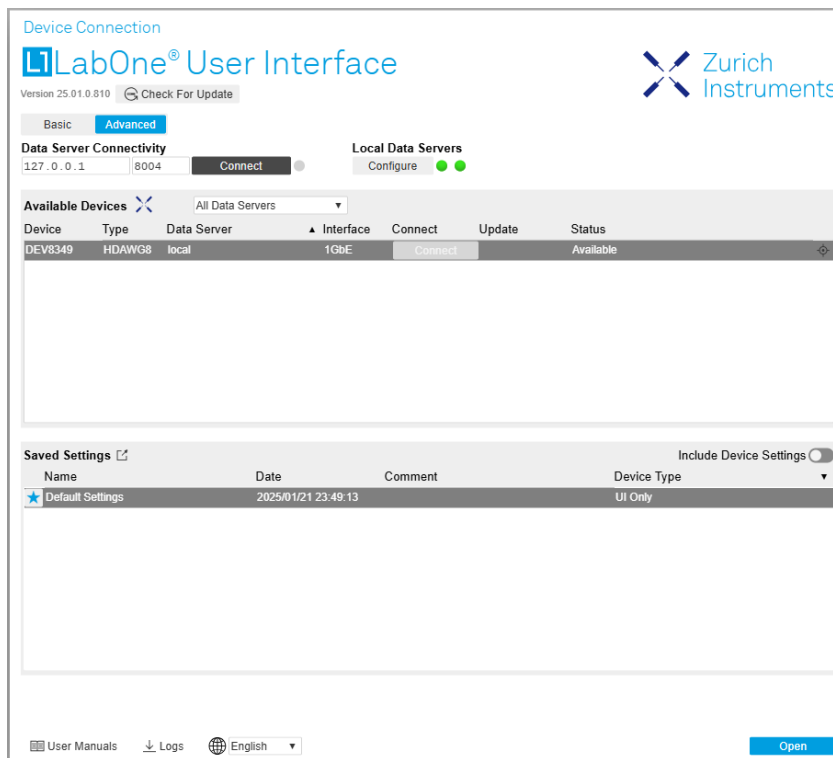 Device Connection
L1 LabOne® User Interface
Zurich
Instruments
Version 25.01.0.810 Check For Update
Basic Advanced
Data Server Connectivity Local Data Servers
127.0.0.1 8004 Connect Configure
Available Devices All Data Servers ▼
Device Type Data Server ▲ Interface Connect Update Status
DEV8349 HDAWG8 local 1GbE Connect Available
Saved Settings Include Device Settings
Name Date Comment Device Type ▼
Default Settings 2025/01/21 23:49:13 UI Only
User Manuals Logs English ▼ Open